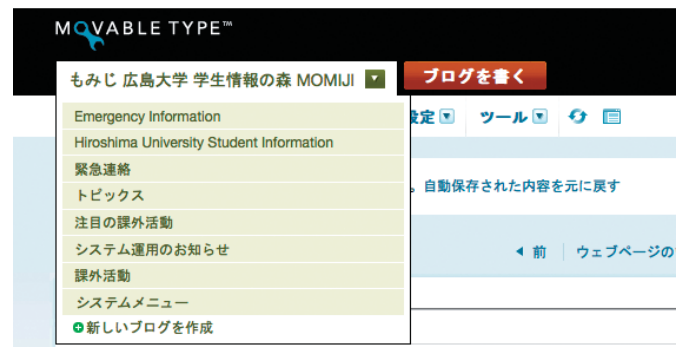 MOVABLE TYPE™
もみじ 広島大学 学生情報の森 MOMIJI
ブログを書く
Emergency Information
Hiroshima University Student Information
緊急連絡
トピックス
注目の課外活動
システム運用のお知らせ
課外活動
システムメニュー
新しいブログを作成
設定
ツール
。自動保存された内容を元に戻す
前
ウェブページの